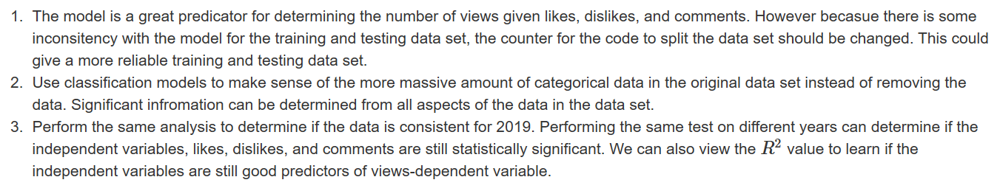 1. The model is a great predicator for determining the number of views given likes, dislikes, and comments. However becasue there is some
inconsitency with the model for the training and testing data set, the counter for the code to split the data set should be changed. This could
give a more reliable training and testing data set.
2. Use classification models to make sense of the more massive amount of categorical data in the original data set instead of removing the
data. Significant infromation can be determined from all aspects of the data in the data set.
3. Perform the same analysis to determine if the data is consistent for 2019. Performing the same test on different years can determine if the
independent variables, likes, dislikes, and comments are still statistically significant. We can also view the R² value to learn if the
independent variables are still good predictors of views-dependent variable.